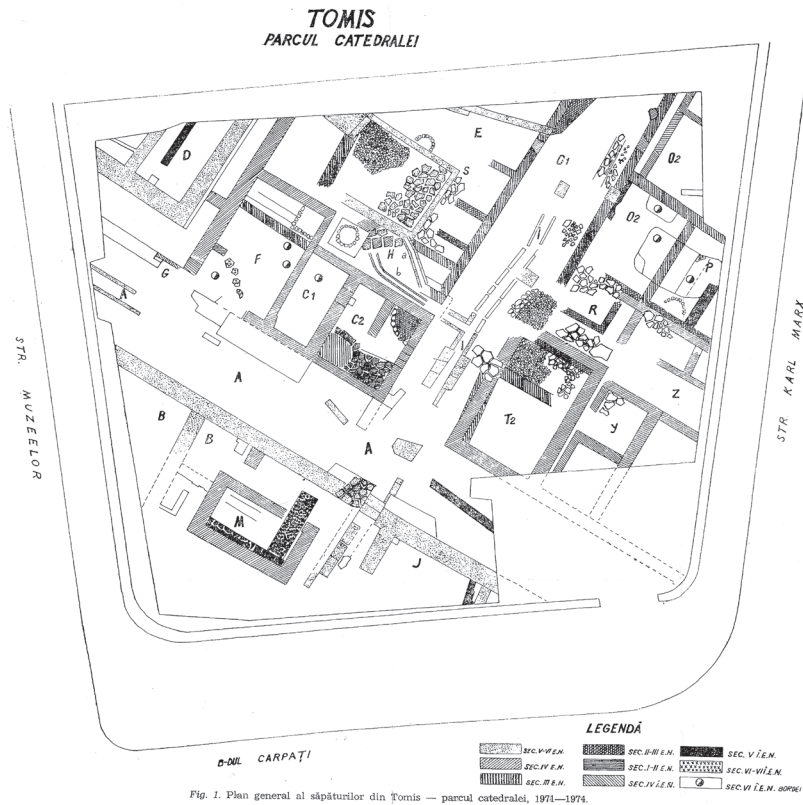 TOMIS
PARCUL CATEDRALEI
E
D
C1
O2
S
O2
H a
b
P
F
G
C1
A
C2
R
STR. MUZEELOR
STR. KARL MARX
A
Z
B
B
T2
y
A
M
J
LEGENDĂ
SEC. V-VI E.N.
SEC. II-III E.N.
SEC. V Î.E.N.
SEC. IV E.N.
SEC. I-II E.N.
SEC. VI-VII Î.E.N.
SEC. III E.N.
SEC. IV Î.E.N.
SEC. VI Î.E.N. BORDEI
B-DUL CARPAȚI
Fig. 1. Plan general al săpăturilor din Tomis — parcul catedralei, 1971—1974.